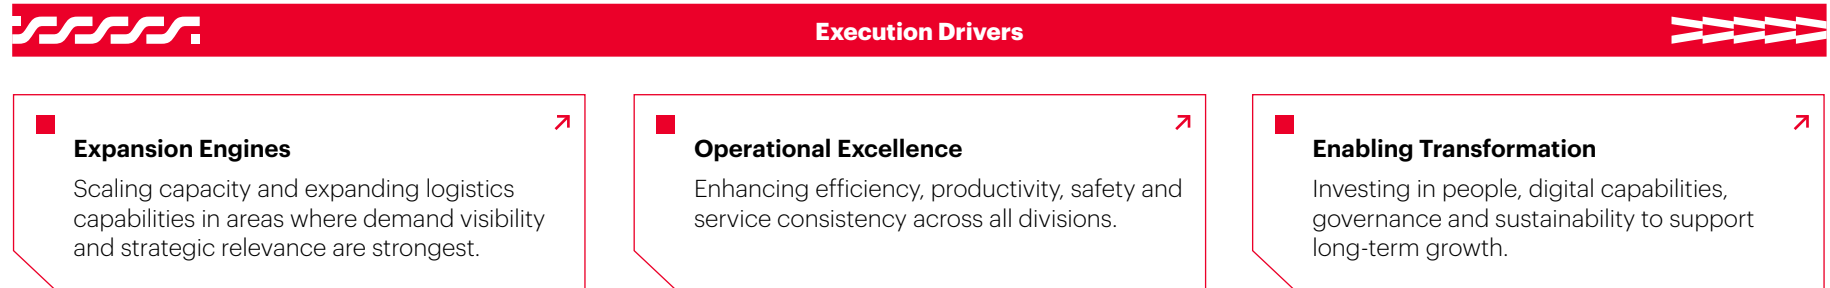 Execution Drivers
Expansion Engines
Scaling capacity and expanding logistics
capabilities in areas where demand visibility
and strategic relevance are strongest.
Operational Excellence
Enhancing efficiency, productivity, safety and
service consistency across all divisions.
Enabling Transformation
Investing in people, digital capabilities,
governance and sustainability to support
long-term growth.